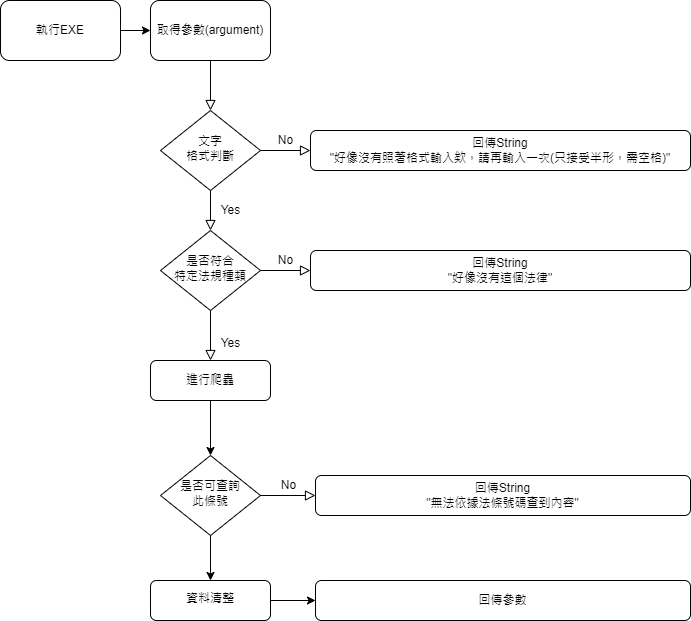 執行EXE
取得參數(argument)
文字
格式判斷
No
回傳String
"好像沒有照著格式輸入欸，請再輸入一次(只接受半形，需空格)"
Yes
是否符合
特定法規種類
No
回傳String
"好像沒有這個法律"
Yes
進行爬蟲
是否可查詢
此條號
No
回傳String
"無法依據法條號碼查到內容"
資料清整
回傳參數